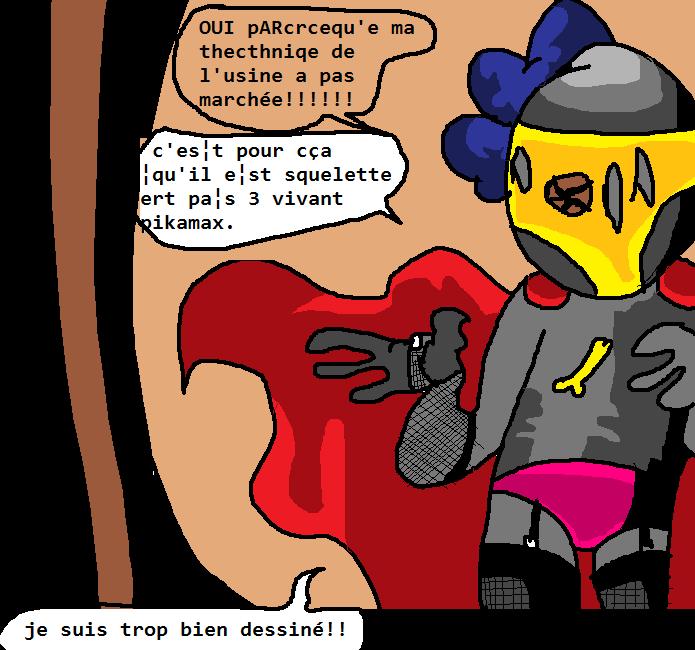 OUI pARcrcequ'e ma
thecthniqe de
l'usine a pas
marchée!!!!!!
c'es¦t pour cça
¦qu'il e¦st squelette
ert pa¦s 3 vivant
pikamax.
je suis trop bien dessiné!!